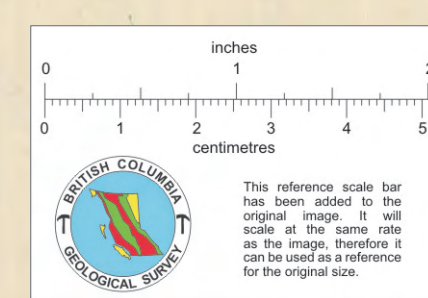 inches
0 1 2
0 1 2 3 4 5
centimetres
BRITISH COLUMBIA
GEOLOGICAL SURVEY
This reference scale bar
has been added to the
original image. It will
scale at the same rate
as the image, therefore it
can be used as a reference
for the original size.